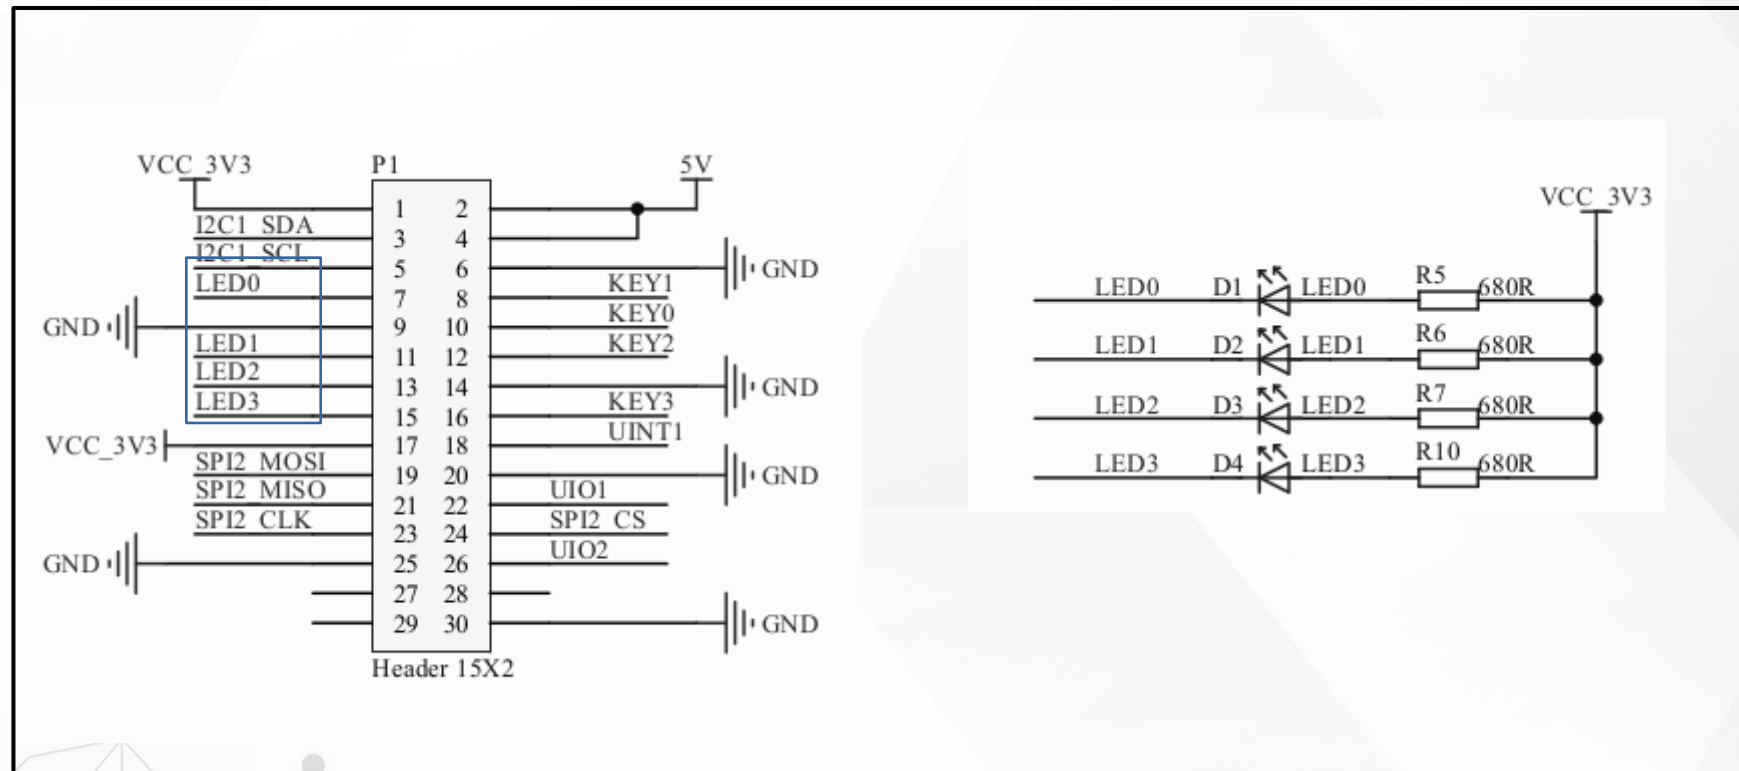 VCC_3V3 P1 5V
1 2
I2C1_SDA
3 4
I2C1_SCL
5 6 GND
LED0 KEY1
7 8
KEY0
GND 9 10
LED1 KEY2
11 12
LED2
13 14 GND
LED3 KEY3
15 16
UINT1
VCC_3V3 17 18
SPI2_MOSI
19 20 GND
SPI2_MISO UIO1
21 22
SPI2_CLK SPI2_CS
23 24
UIO2
GND 25 26
27 28
29 30 GND
Header 15X2
VCC_3V3
LED0 D1 LED0 R5 680R
LED1 D2 LED1 R6 680R
LED2 D3 LED2 R7 680R
LED3 D4 LED3 R10 680R